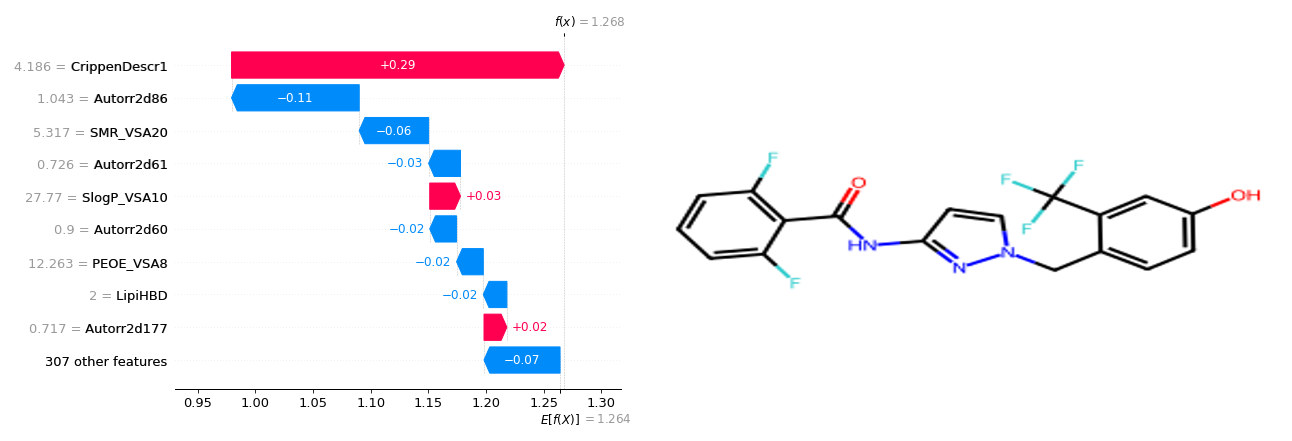 f(x) = 1.268
4.186 = CrippenDescr1
+0.29
1.043 = Autorr2d86
−0.11
5.317 = SMR_VSA20
−0.06
0.726 = Autorr2d61
−0.03
27.77 = SlogP_VSA10
+0.03
0.9 = Autorr2d60
−0.02
12.263 = PEOE_VSA8
−0.02
2 = LipiHBD
−0.02
0.717 = Autorr2d177
+0.02
307 other features
−0.07
0.95 1.00 1.05 1.10 1.15 1.20 1.25 1.30
E[f(X)] = 1.264
F
O
HN
F
N
N
F
F
F
OH